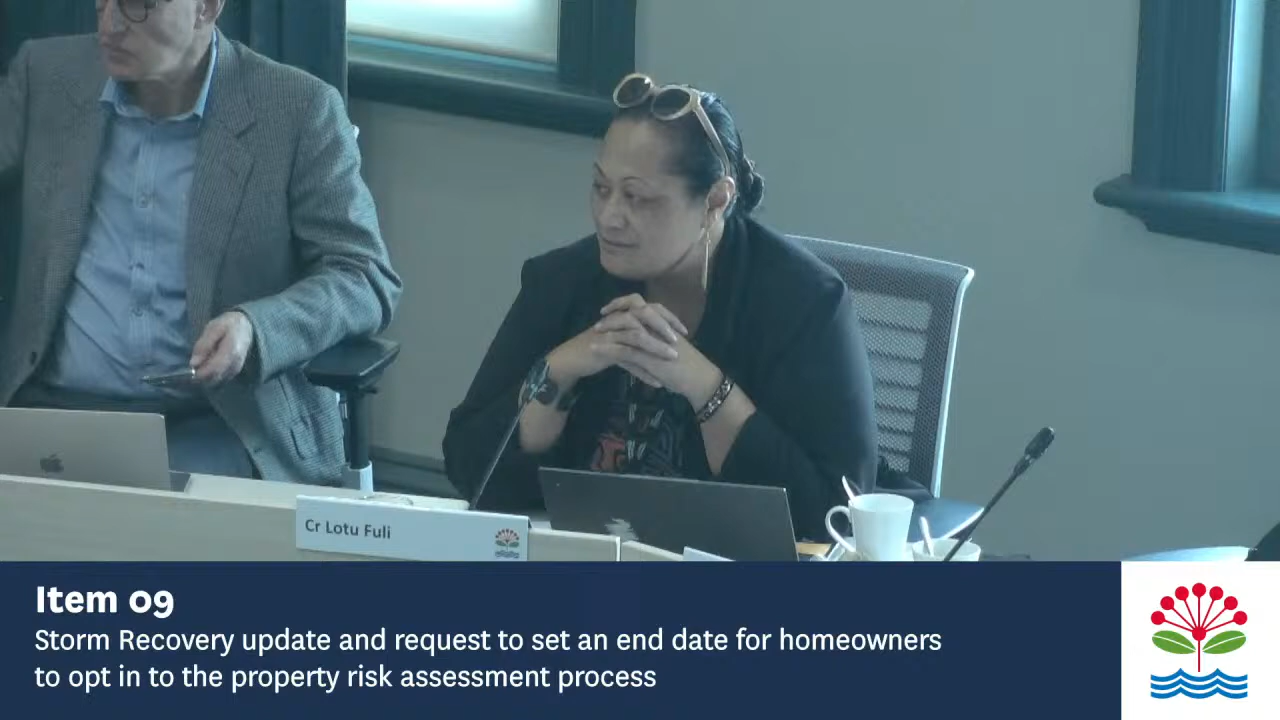 Cr Lotu Fuli
Item 09
Storm Recovery update and request to set an end date for homeowners
to opt in to the property risk assessment process